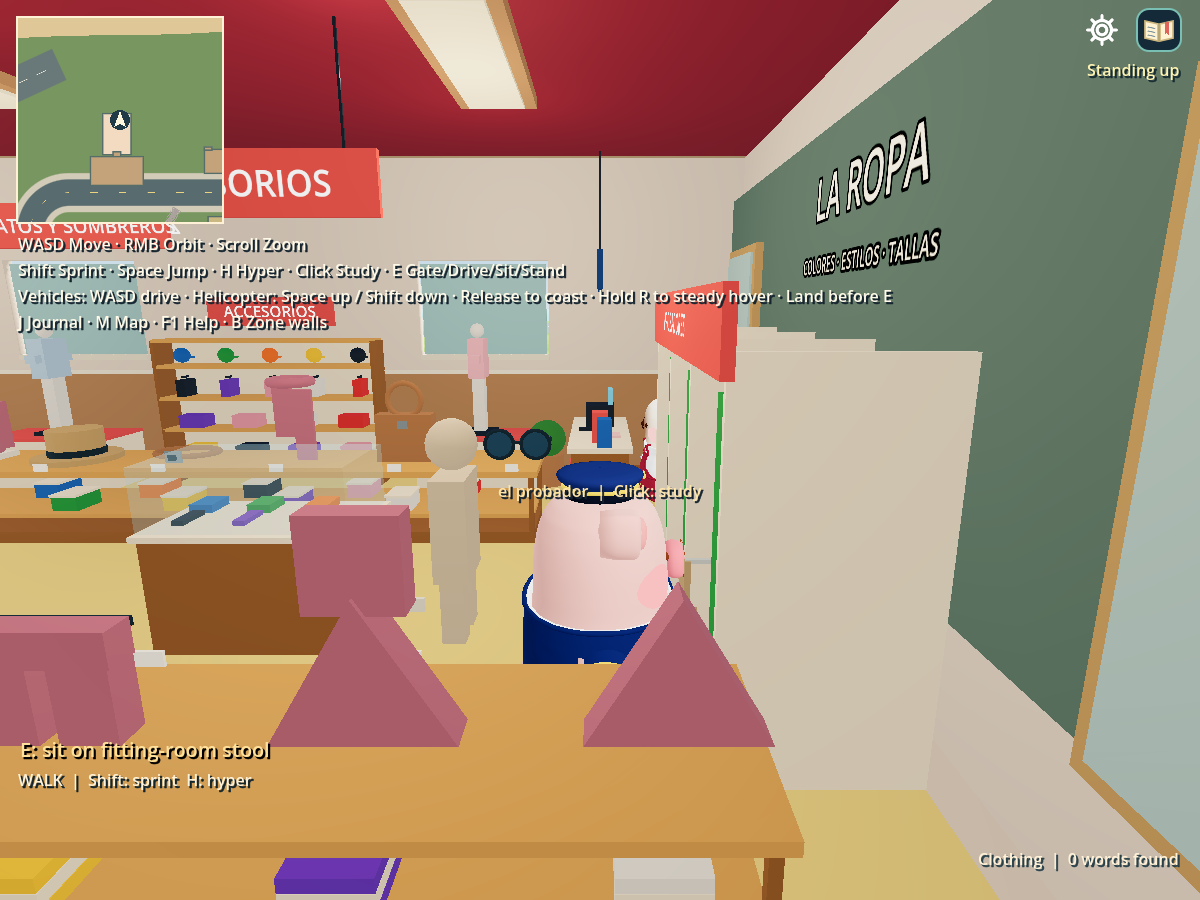 Standing up
LA ROPA
COLORES · ESTILOS · TALLAS
ORIOS
ATOS Y SOMBREROS
WASD Move · RMB Orbit · Scroll Zoom
Shift Sprint · Space Jump · H Hyper · Click Study · E Gate/Drive/Sit/Stand
Vehicles: WASD drive · Helicopter: Space up / Shift down · Release to coast · Hold R to steady hover · Land before E
ACCESORIOS
J Journal · M Map · F1 Help · B Zone walls
el probador | Click: study
E: sit on fitting-room stool
WALK | Shift: sprint H: hyper
Clothing | 0 words found